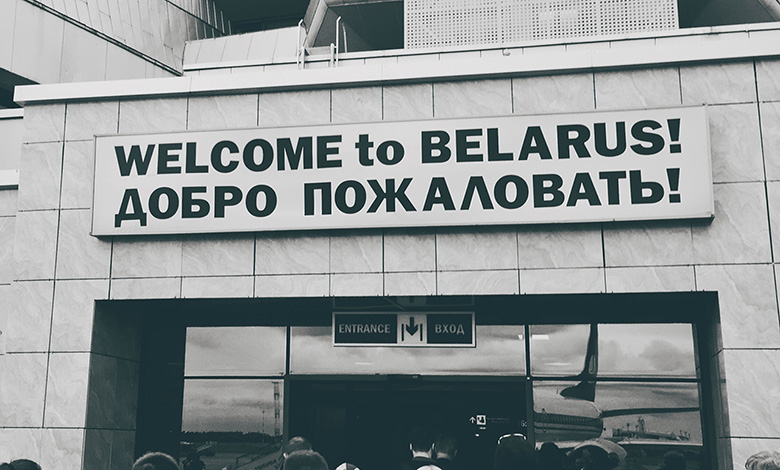 WELCOME to BELARUS!
ДОБРО ПОЖАЛОВАТЬ!
ENTRANCE ВХОД